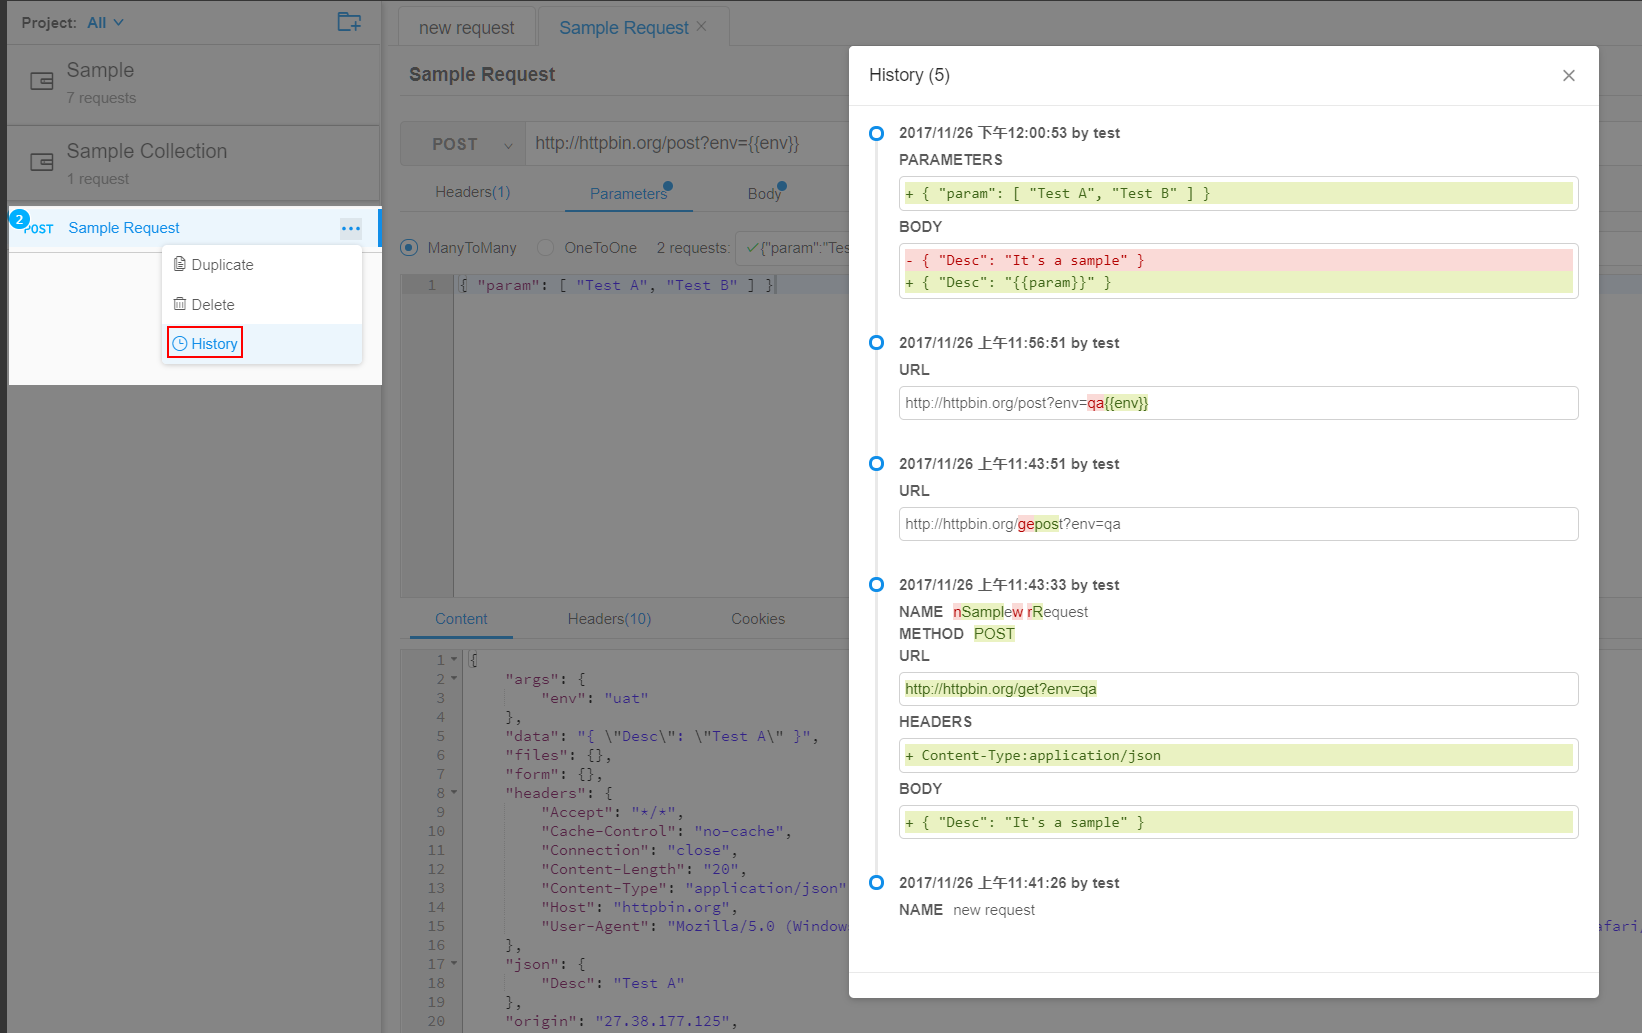 Project: All
Sample
7 requests
Sample Collection
1 request
2
POST Sample Request
Duplicate
Delete
History
new request
Sample Request
Sample Request
POST http://httpbin.org/post?env={{env}}
Headers(1) Parameters Body
ManyToMany OneToOne 2 requests: {"param":"Tes
1 { "param": [ "Test A", "Test B" ] }
Content Headers(10) Cookies
1 {
2 "args": {
3 "env": "uat"
4 },
5 "data": "{ \"Desc\": \"Test A\" }",
6 "files": {},
7 "form": {},
8 "headers": {
9 "Accept": "*/*",
10 "Cache-Control": "no-cache",
11 "Connection": "close",
12 "Content-Length": "20",
13 "Content-Type": "application/json"
14 "Host": "httpbin.org",
15 "User-Agent": "Mozilla/5.0 (Window afari,
16 },
17 "json": {
18 "Desc": "Test A"
19 },
20 "origin": "27.38.177.125",
History (5)
2017/11/26 下午12:00:53 by test
PARAMETERS
+ { "param": [ "Test A", "Test B" ] }
BODY
- { "Desc": "It's a sample" }
+ { "Desc": "{{param}}" }
2017/11/26 上午11:56:51 by test
URL
http://httpbin.org/post?env=qa{{env}}
2017/11/26 上午11:43:51 by test
URL
http://httpbin.org/gepost?env=qa
2017/11/26 上午11:43:33 by test
NAME nSamplew rRequest
METHOD POST
URL
http://httpbin.org/get?env=qa
HEADERS
+ Content-Type:application/json
BODY
+ { "Desc": "It's a sample" }
2017/11/26 上午11:41:26 by test
NAME new request